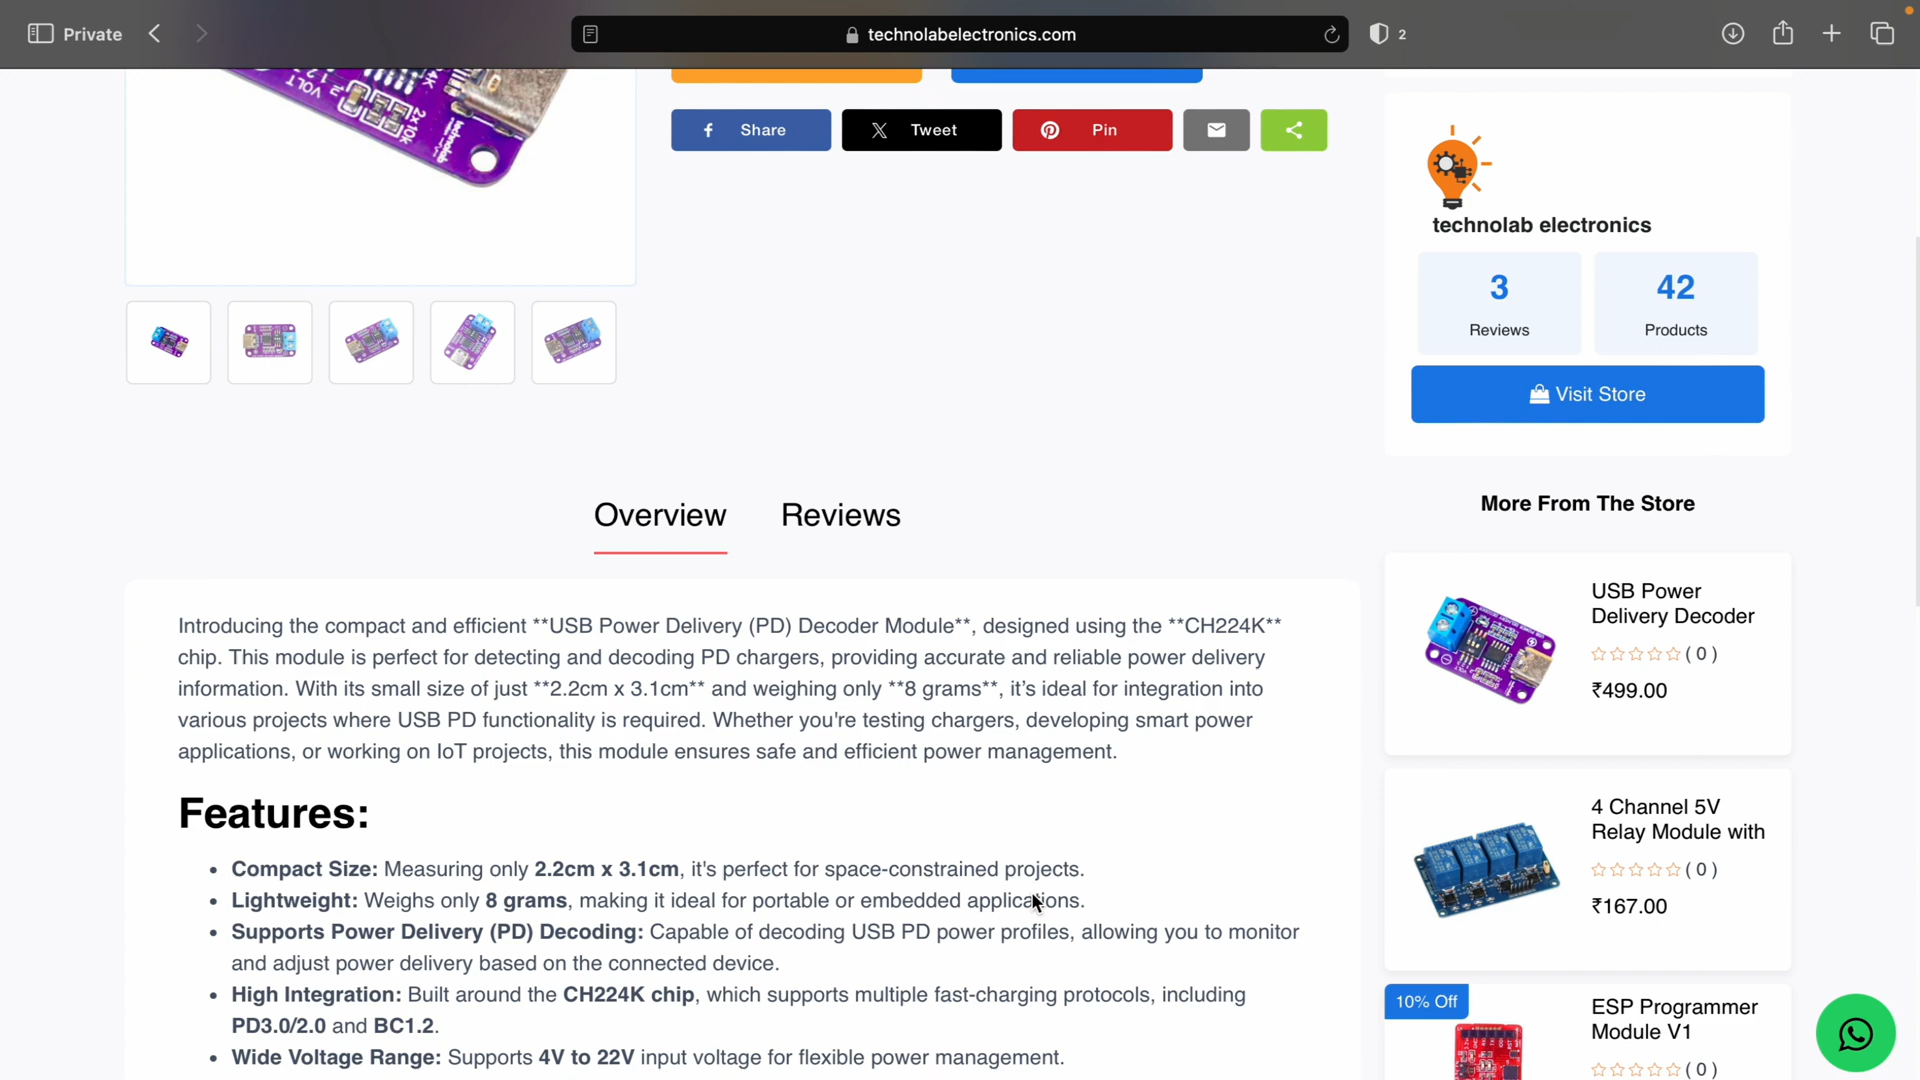 Private
technolabelectronics.com
2
VOLT
2x10k
technolab
Share
Tweet
Pin
technolab electronics
3
42
Reviews
Products
Visit Store
Overview
Reviews
Introducing the compact and efficient **USB Power Delivery (PD) Decoder Module**, designed using the **CH224K**
chip. This module is perfect for detecting and decoding PD chargers, providing accurate and reliable power delivery
information. With its small size of just **2.2cm x 3.1cm** and weighing only **8 grams**, it’s ideal for integration into
various projects where USB PD functionality is required. Whether you're testing chargers, developing smart power
applications, or working on IoT projects, this module ensures safe and efficient power management.
Features:
• Compact Size: Measuring only 2.2cm x 3.1cm, it's perfect for space-constrained projects.
• Lightweight: Weighs only 8 grams, making it ideal for portable or embedded applications.
• Supports Power Delivery (PD) Decoding: Capable of decoding USB PD power profiles, allowing you to monitor
and adjust power delivery based on the connected device.
• High Integration: Built around the CH224K chip, which supports multiple fast-charging protocols, including
PD3.0/2.0 and BC1.2.
• Wide Voltage Range: Supports 4V to 22V input voltage for flexible power management.
More From The Store
USB Power
Delivery Decoder
( 0 )
₹499.00
4 Channel 5V
Relay Module with
( 0 )
₹167.00
10% Off
ESP Programmer
Module V1
( 0 )